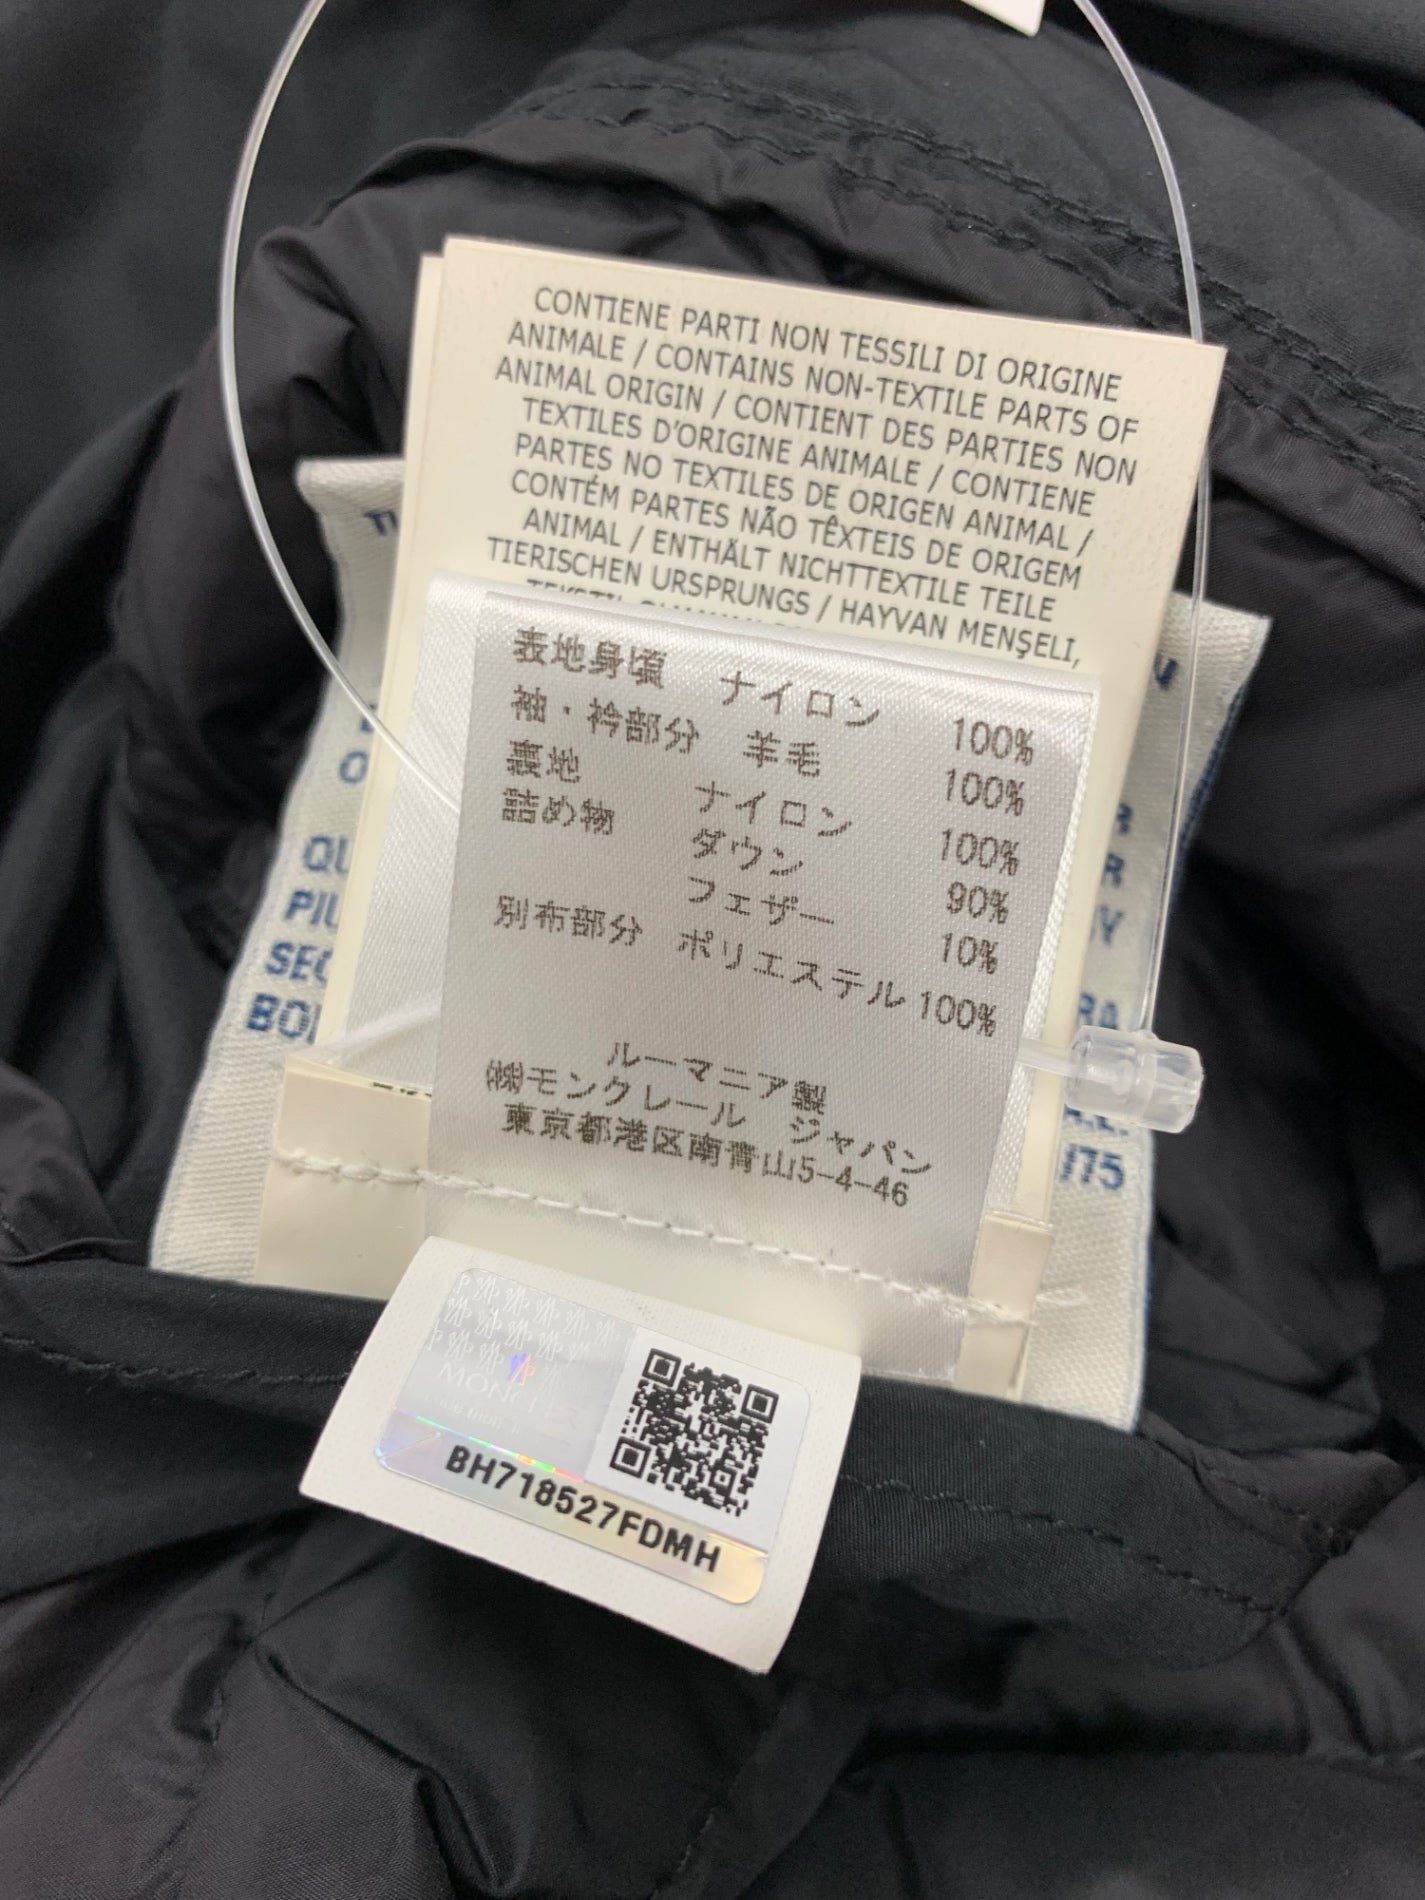 CONTIENE PARTI NON TESSILI DI ORIGINE
ANIMALE / CONTAINS NON-TEXTILE PARTS OF
ANIMAL ORIGIN / CONTIENT DES PARTIES NON
TEXTILES D'ORIGINE ANIMALE / CONTIENE
PARTES NO TEXTILES DE ORIGEN ANIMAL /
CONTÉM PARTES NÃO TÊXTEIS DE ORIGEM
ANIMAL / ENTHÄLT NICHTTEXTILE TEILE
TIERISCHEN URSPRUNGS / HAYVAN MENŞELI,
表地身頃 ナイロン 100%
袖・衿部分 羊毛 100%
裏地 ナイロン 100%
詰め物 ダウン 90%
フェザー 10%
別布部分 ポリエステル 100%
ルーマニア製
㈱モンクレール ジャパン
東京都港区南青山5-4-46
MONCLER
BH718527FDMH
QU
PIU
SEC
BO
/75